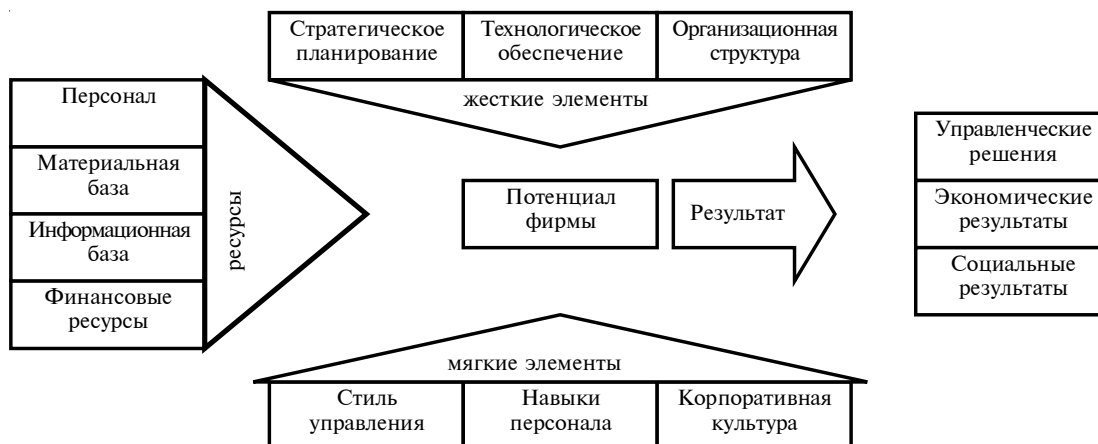 Стратегическое
планирование
Технологическое
обеспечение
Организационная
структура
жесткие элементы
Персонал
Материальная
база
Информационная
база
Финансовые
ресурсы
ресурсы
Потенциал
фирмы
Результат
Управленческие
решения
Экономические
результаты
Социальные
результаты
мягкие элементы
Стиль
управления
Навыки
персонала
Корпоративная
культура